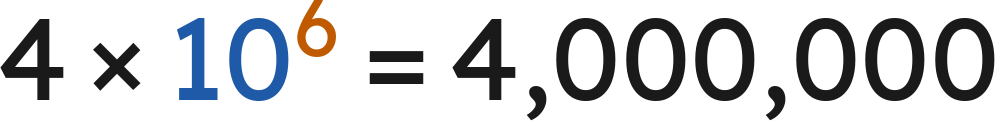 4 × 10⁶ = 4,000,000